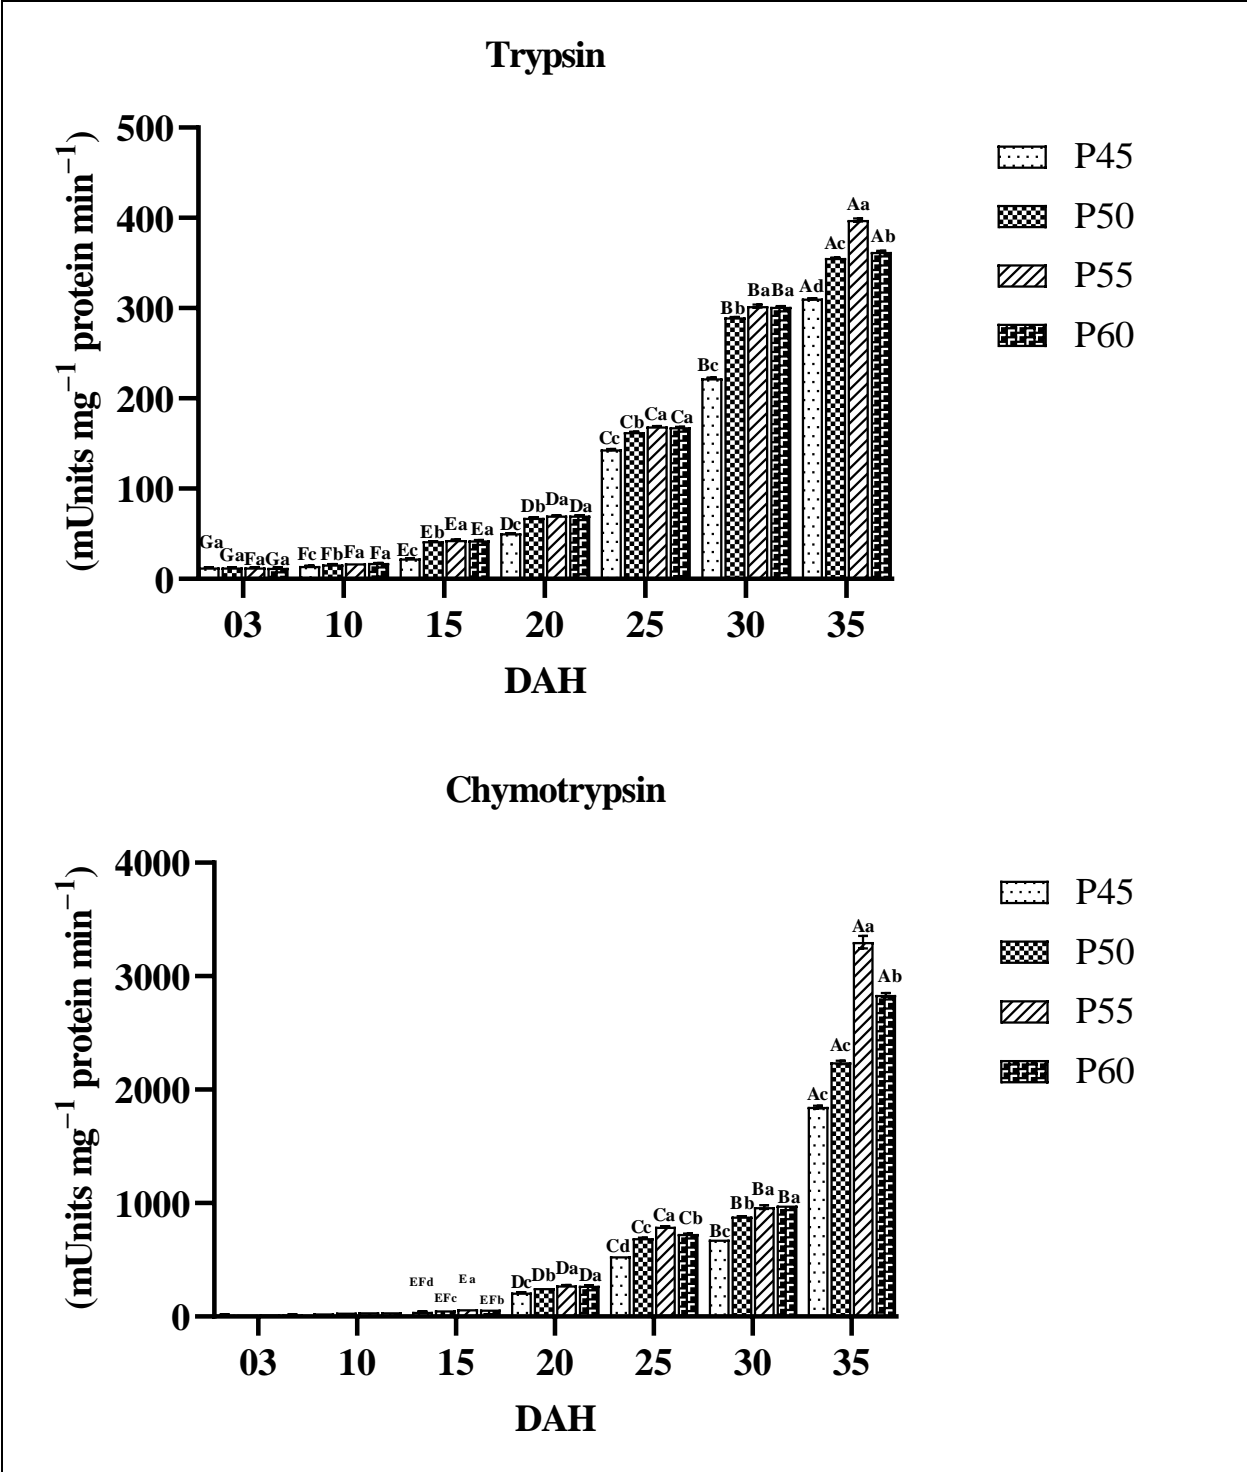 Trypsin
(mUnits mg⁻¹ protein min⁻¹)
500
400
300
200
100
0
Ga Ga Fa Ga
Fc Fb Fa Fa
Ec Eb Ea Ea
Dc Db Da Da
Cc Cb Ca Ca
Bc Bb Ba Ba
Ad Ac Aa Ab
03 10 15 20 25 30 35
DAH
P45
P50
P55
P60
Chymotrypsin
(mUnits mg⁻¹ protein min⁻¹)
4000
3000
2000
1000
0
EFd EFc Ea EFb
Dc Db Da Da
Cd Cc Ca Cb
Bc Bb Ba Ba
Ac Ac Aa Ab
03 10 15 20 25 30 35
DAH
P45
P50
P55
P60